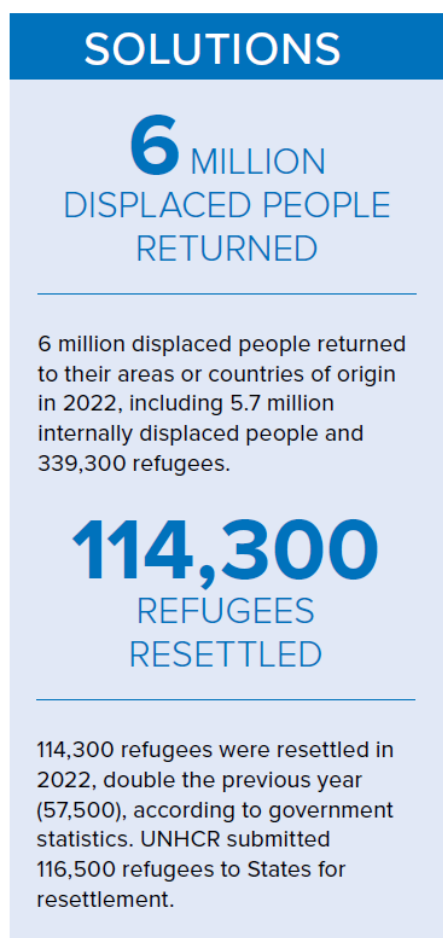 SOLUTIONS
6 MILLION
DISPLACED PEOPLE
RETURNED
6 million displaced people returned
to their areas or countries of origin
in 2022, including 5.7 million
internally displaced people and
339,300 refugees.
114,300
REFUGEES
RESETTLED
114,300 refugees were resettled in
2022, double the previous year
(57,500), according to government
statistics. UNHCR submitted
116,500 refugees to States for
resettlement.